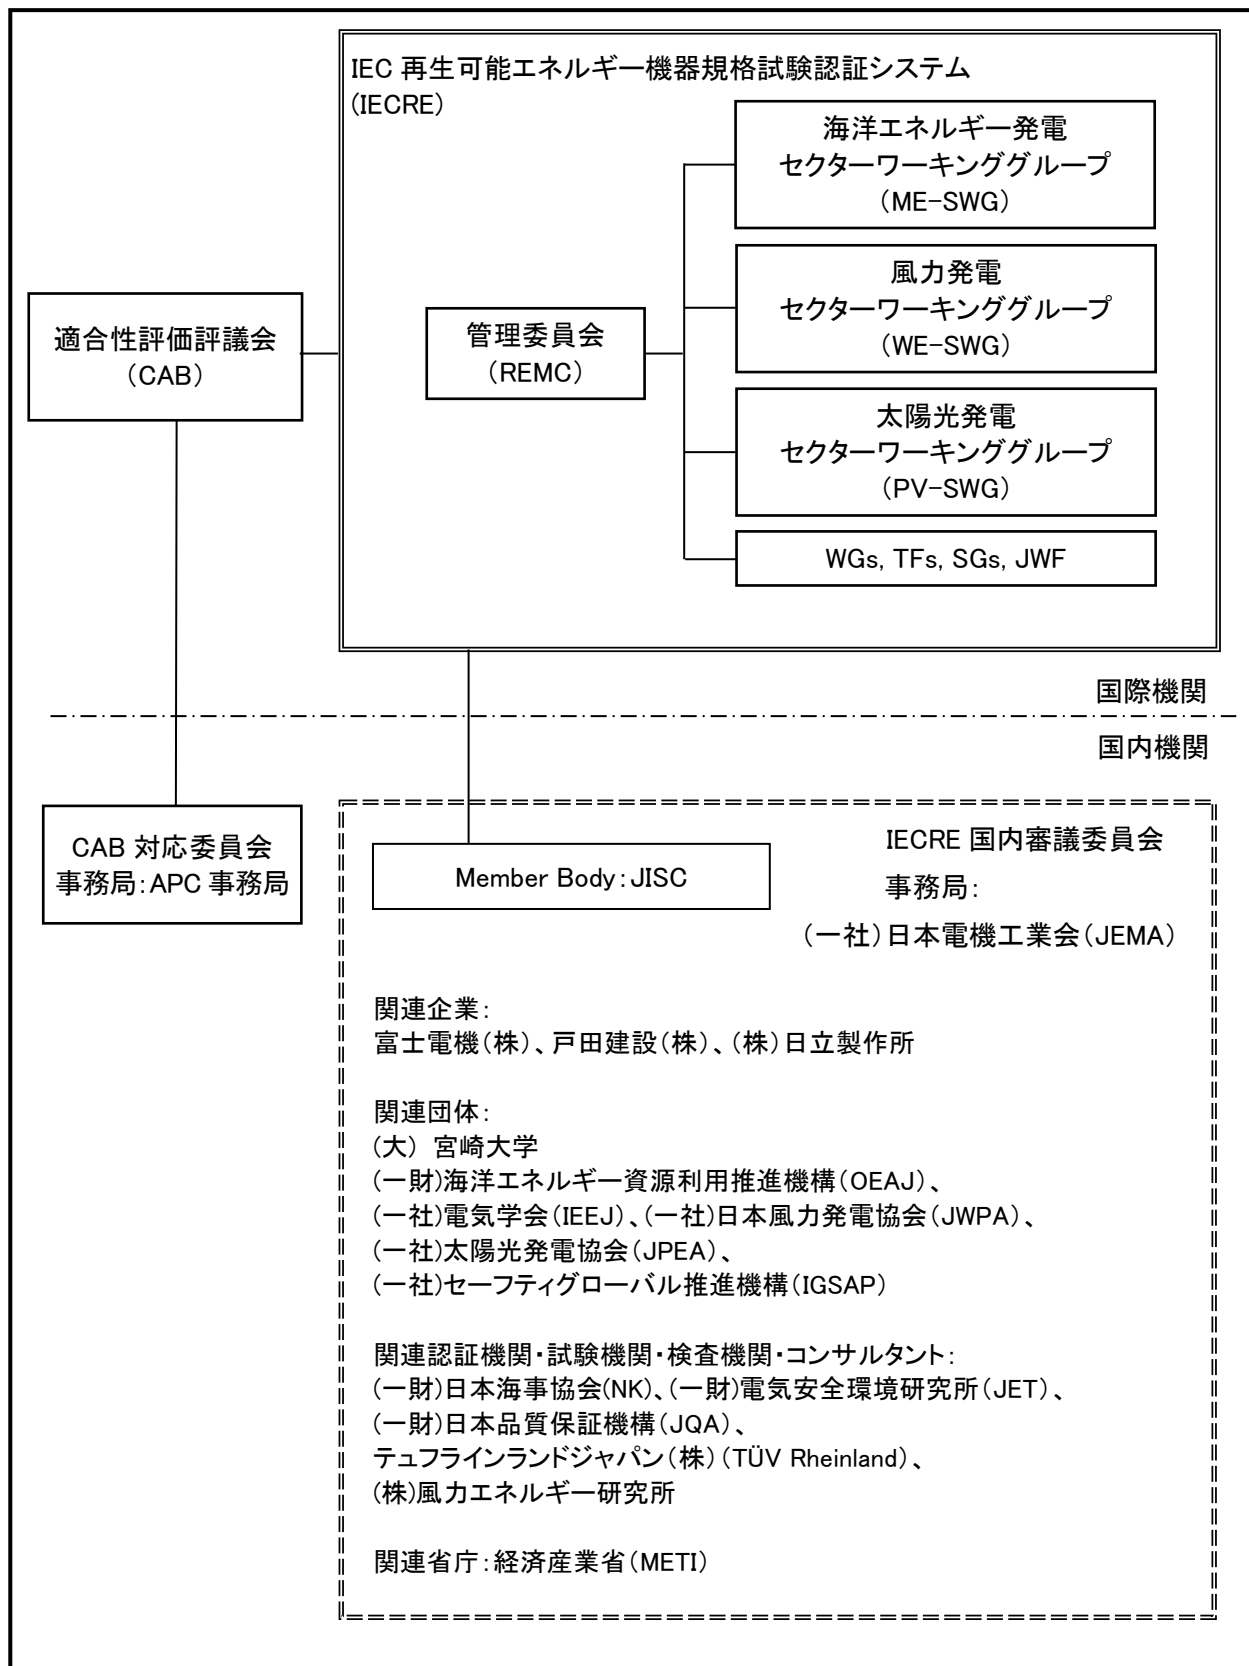 IEC 再生可能エネルギー機器規格試験認証システム
(IECRE)
海洋エネルギー発電
セクターワーキンググループ
（ME-SWG）
風力発電
セクターワーキンググループ
（WE-SWG）
適合性評価評議会
（CAB）
管理委員会
（REMC）
太陽光発電
セクターワーキンググループ
（PV-SWG）
WGs, TFs, SGs, JWF
国際機関
国内機関
CAB 対応委員会
事務局：APC 事務局
Member Body：JISC
IECRE 国内審議委員会
事務局：
（一社）日本電機工業会（JEMA）
関連企業：
富士電機（株）、戸田建設（株）、（株）日立製作所
関連団体：
(大) 宮崎大学
(一財)海洋エネルギー資源利用推進機構（OEAJ）、
(一社)電気学会（IEEJ）、（一社）日本風力発電協会（JWPA）、
(一社)太陽光発電協会（JPEA）、
(一社)セーフティグローバル推進機構（IGSAP）
関連認証機関・試験機関・検査機関・コンサルタント：
(一財)日本海事協会(NK)、（一財）電気安全環境研究所（JET）、
(一財)日本品質保証機構（JQA）、
テュフラインランドジャパン（株）（TÜV Rheinland）、
(株)風力エネルギー研究所
関連省庁：経済産業省（METI）